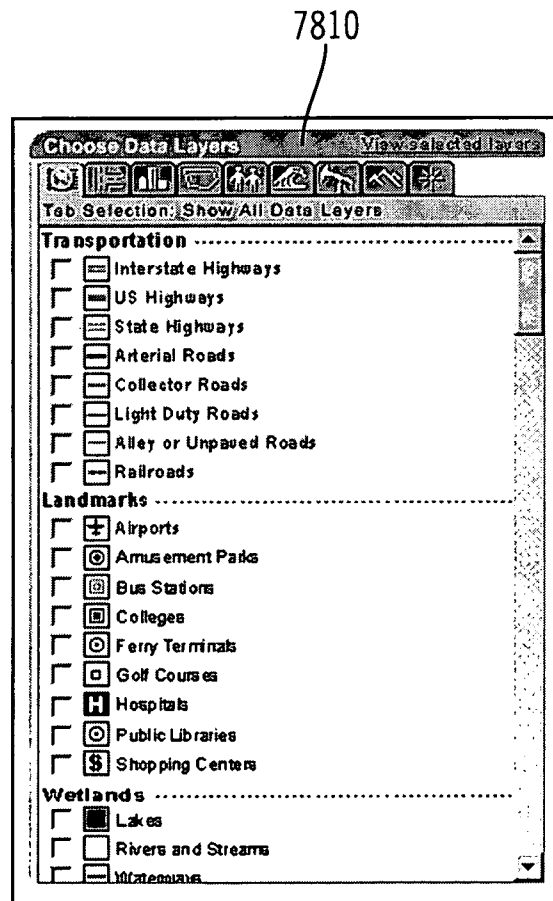 7810
Choose Data Layers View selected layers
Tab Selection: Show All Data Layers
Transportation
Interstate Highways
US Highways
State Highways
Arterial Roads
Collector Roads
Light Duty Roads
Alley or Unpaved Roads
Railroads
Landmarks
Airports
Amusement Parks
Bus Stations
Colleges
Ferry Terminals
Golf Courses
H Hospitals
Public Libraries
$ Shopping Centers
Wetlands
Lakes
Rivers and Streams
Waterways